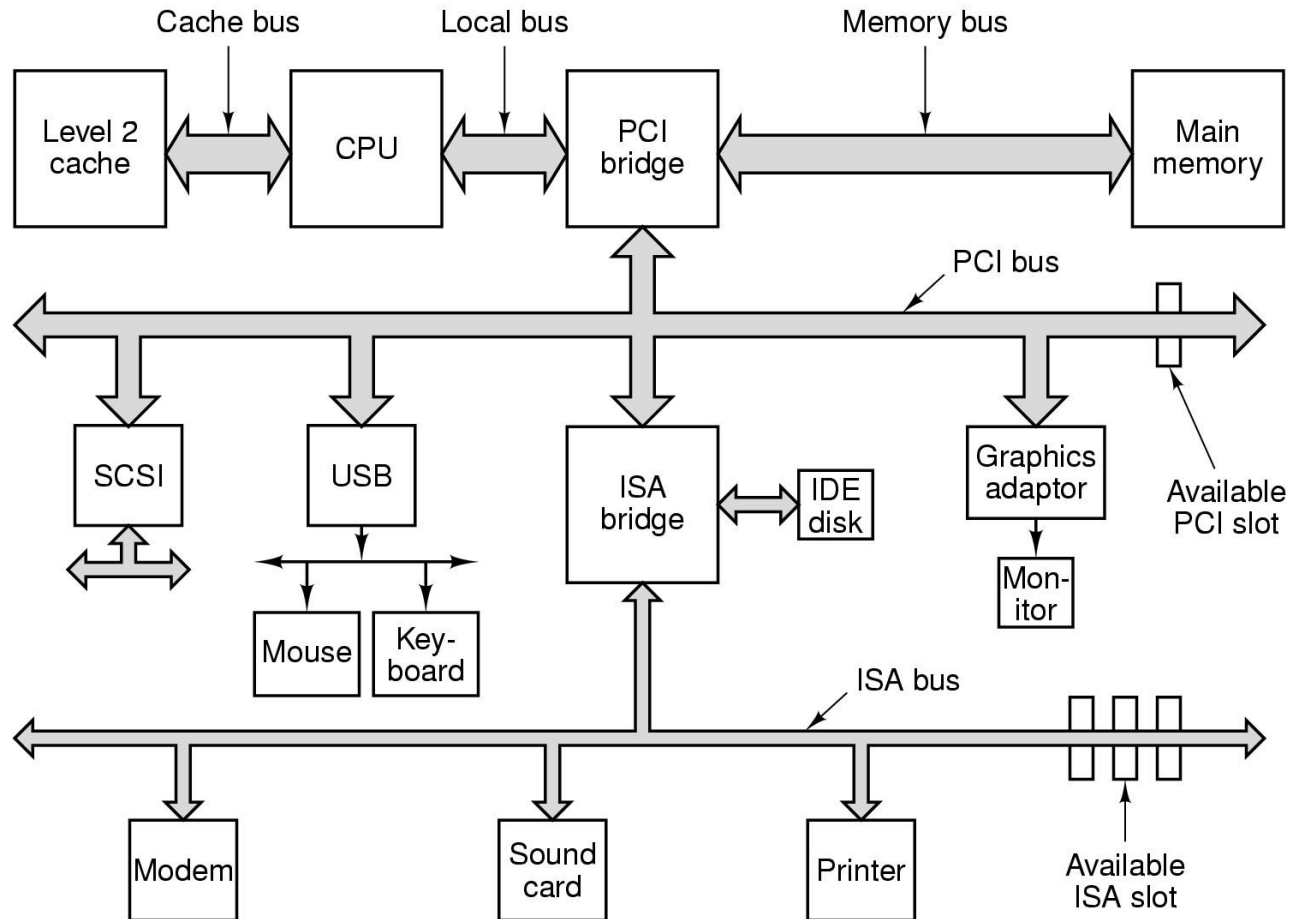 Cache bus
Local bus
Memory bus
Level 2
cache
CPU
PCI
bridge
Main
memory
PCI bus
SCSI
USB
ISA
bridge
IDE
disk
Graphics
adaptor
Available
PCI slot
Mon-
itor
Mouse
Key-
board
ISA bus
Modem
Sound
card
Printer
Available
ISA slot